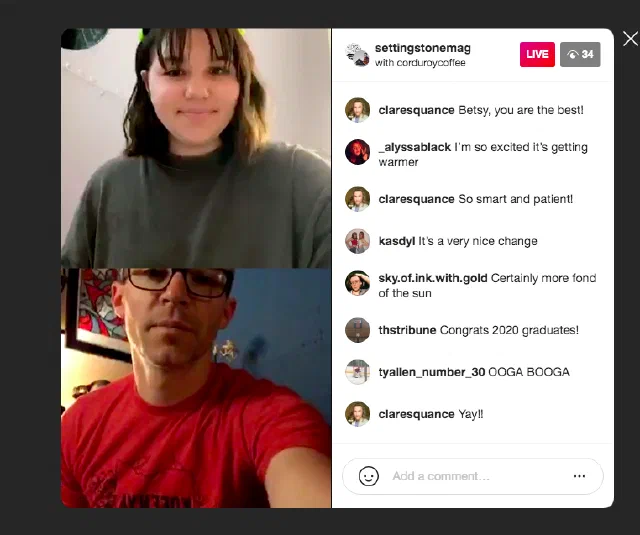 settingstonemag
with corduroycoffee
LIVE
34
claresquance Betsy, you are the best!
_alyssablack I'm so excited it's getting
warmer
claresquance So smart and patient!
kasdyl It's a very nice change
sky.of.ink.with.gold Certainly more fond
of the sun
thstribune Congrats 2020 graduates!
tyallen_number_30 OOGA BOOGA
claresquance Yay!!
Add a comment...